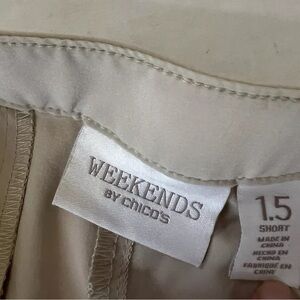 WEEKENDS
BY CHICO'S
1.5
SHORT
MADE IN
CHINA
HECHO EN
CHINA
FABRIQUÉ EN
CHINE